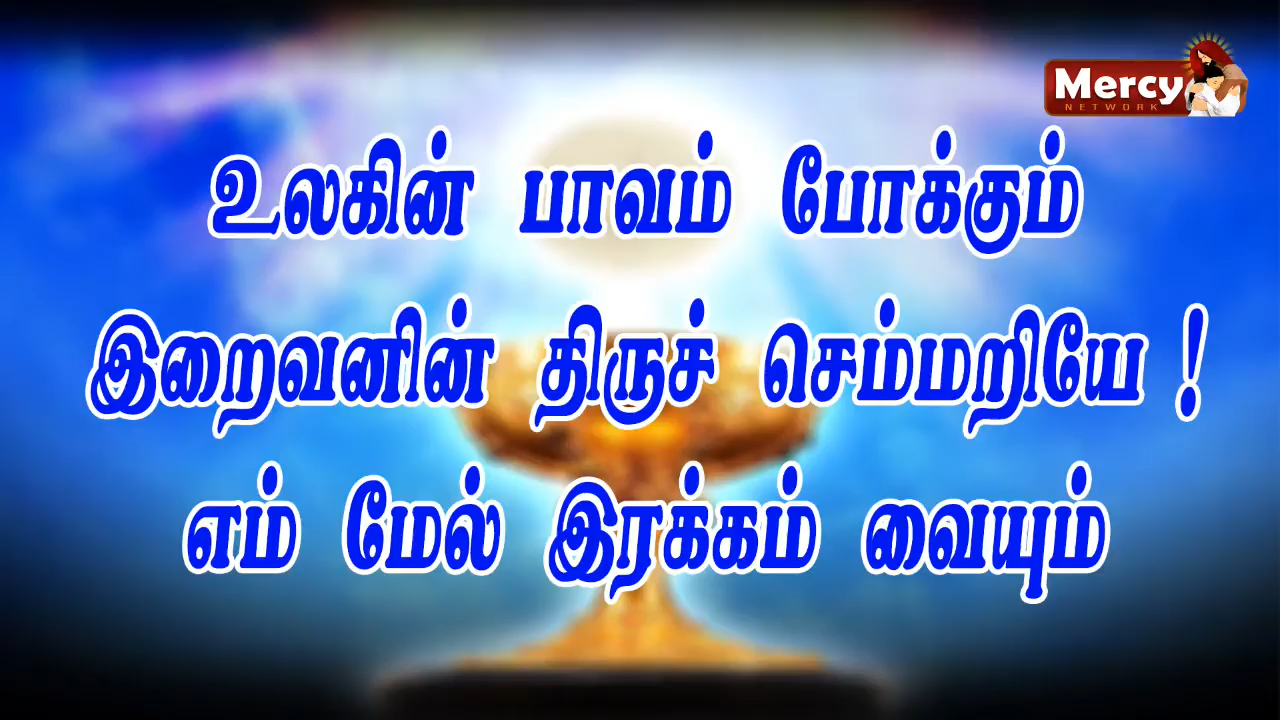 Mercy
NETWORK
உலகின் பாவம் போக்கும்
இறைவனின் திருச் செம்மறியே !
எம் மேல் இரக்கம் வையும்